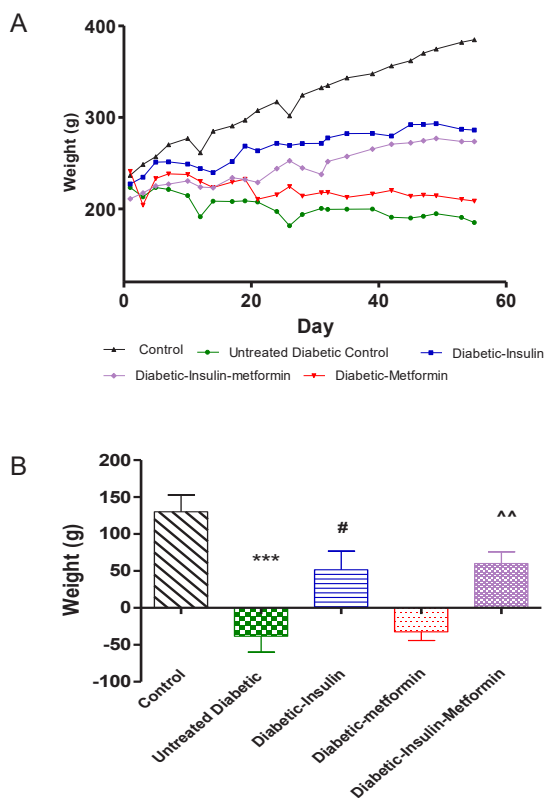 A
400
300
200
Weight (g)
0
20
40
60
Day
Control
Untreated Diabetic Control
Diabetic-Insulin
Diabetic-Insulin-metformin
Diabetic-Metformin
B
200
150
100
50
0
-50
-100
Weight (g)
***
#
^^
Control
Untreated Diabetic
Diabetic-Insulin
Diabetic-metformin
Diabetic-Insulin-Metformin